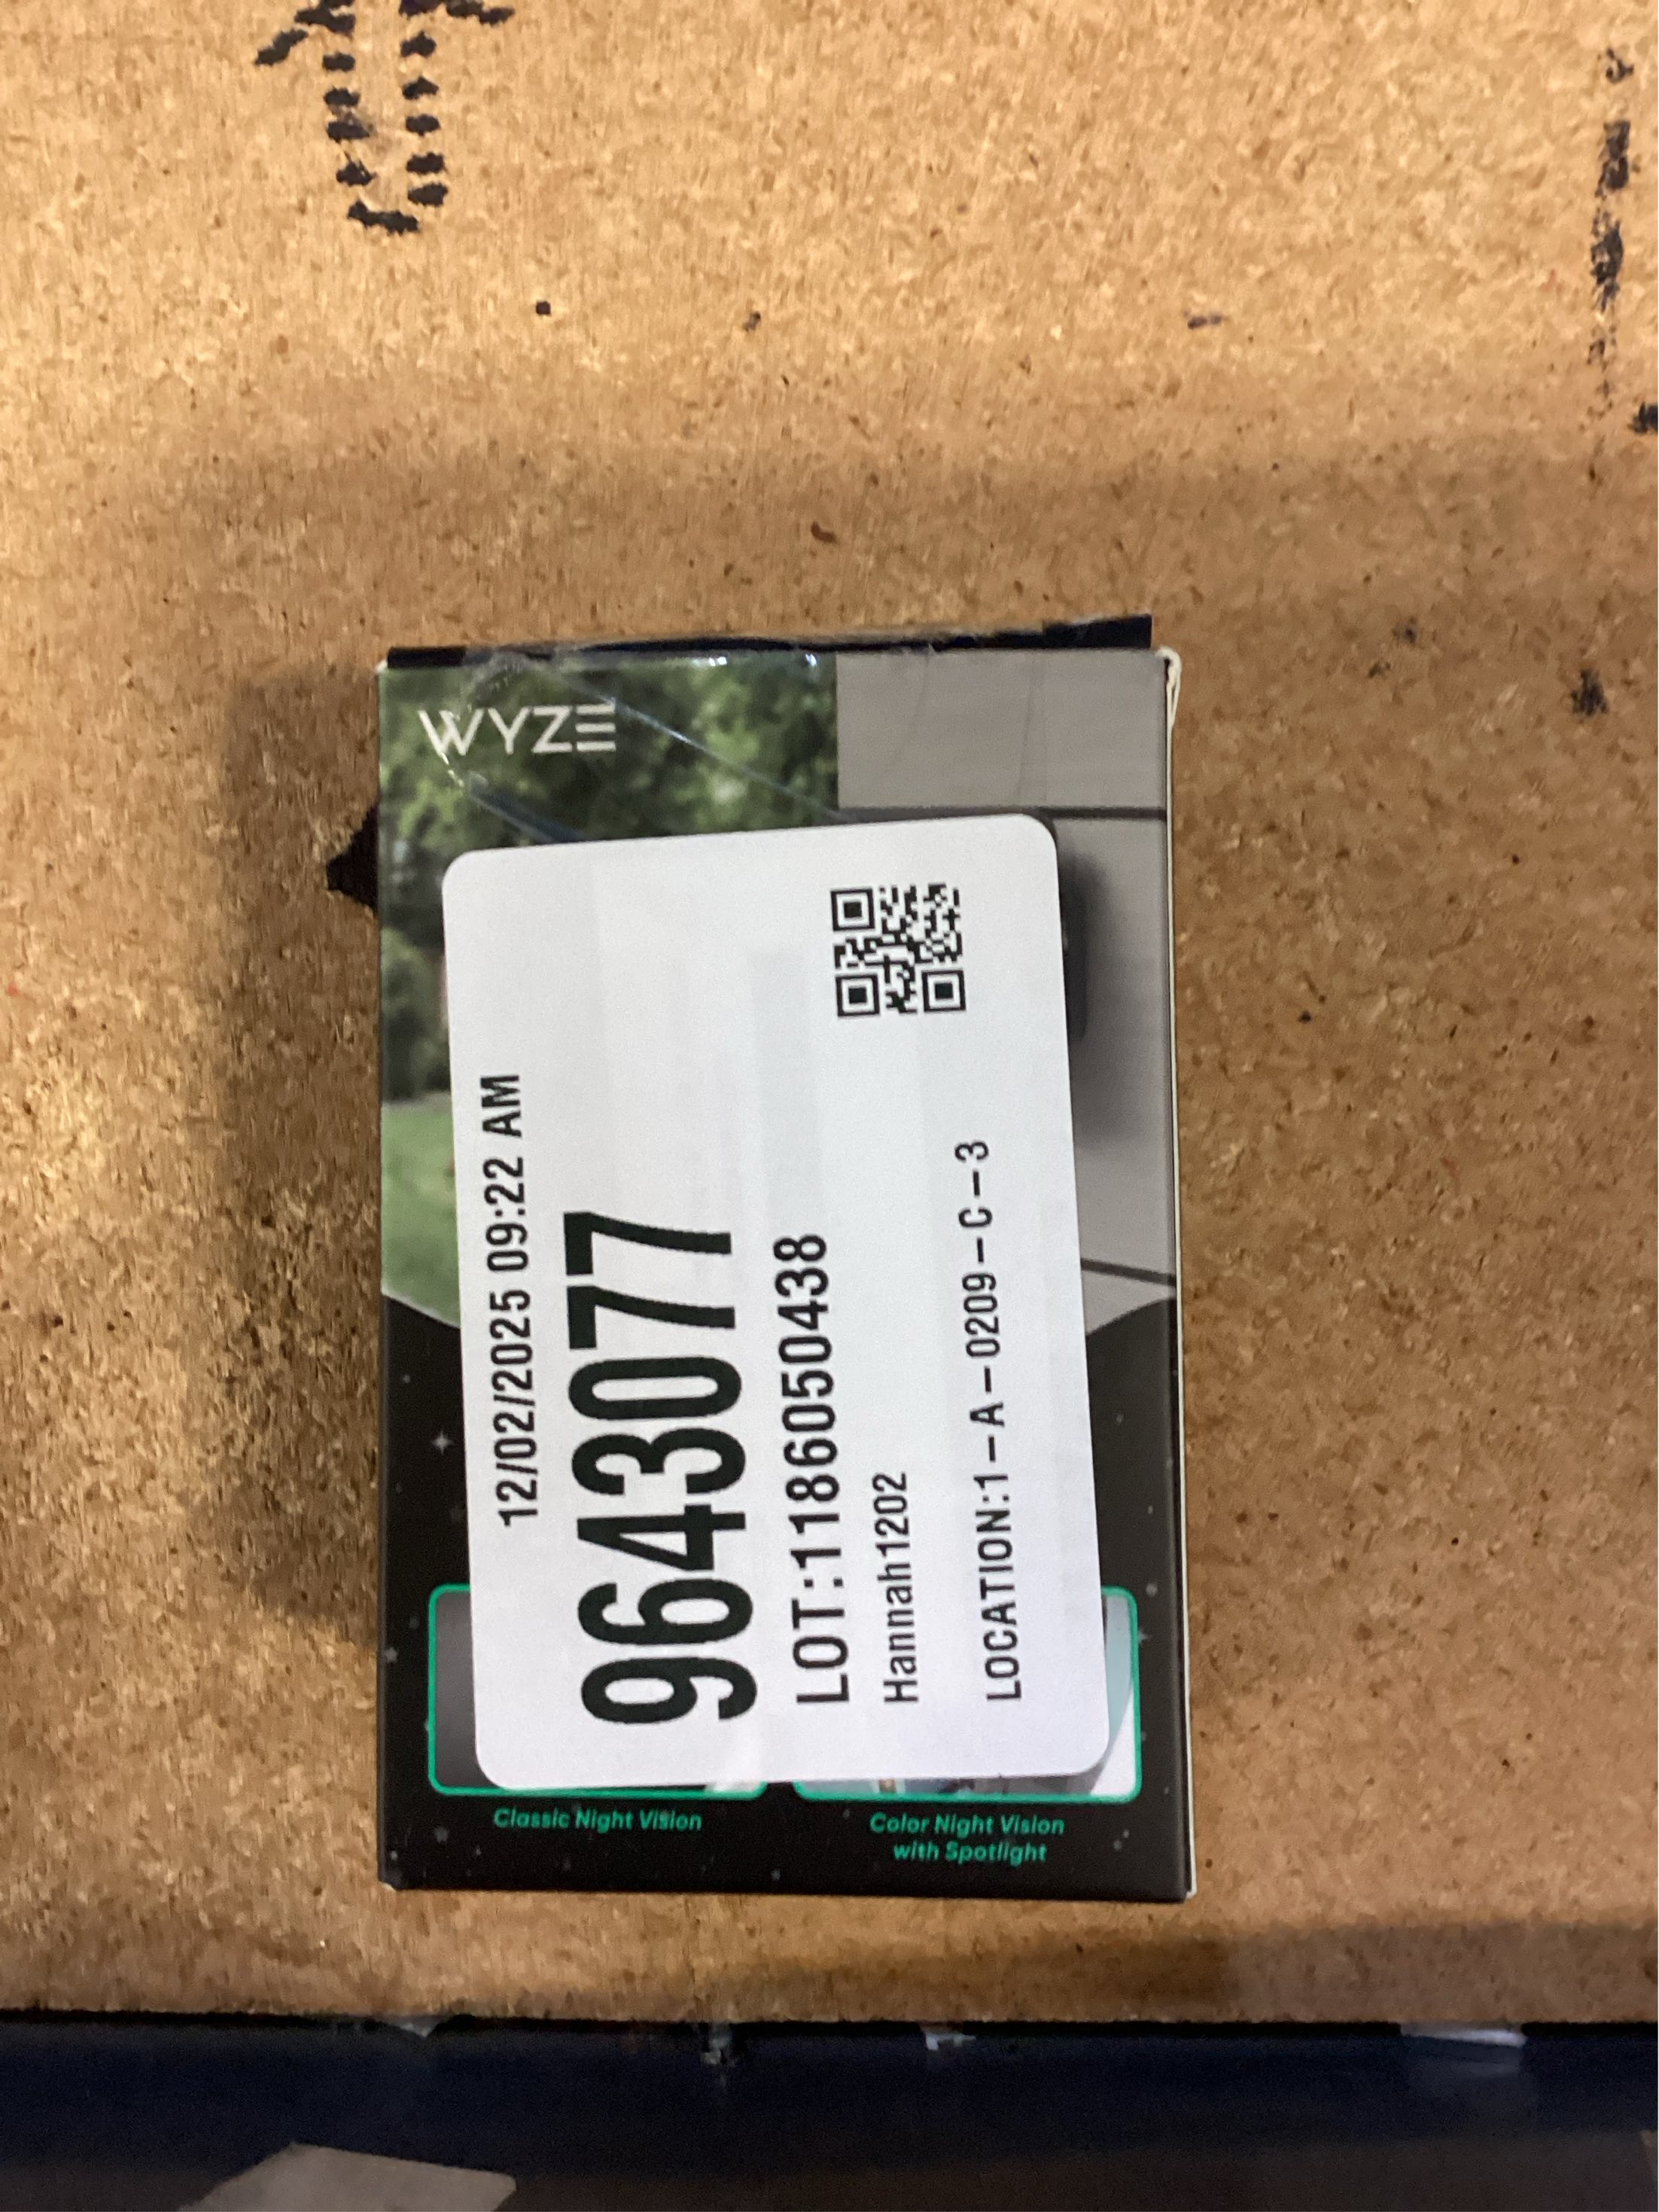 WYZE
12/02/2025 09:22 AM
9643077
LOT:1186050438
Hannah1202
LOCATION:1-A-0209-C-3
Classic Night Vision
Color Night Vision
with Spotlight